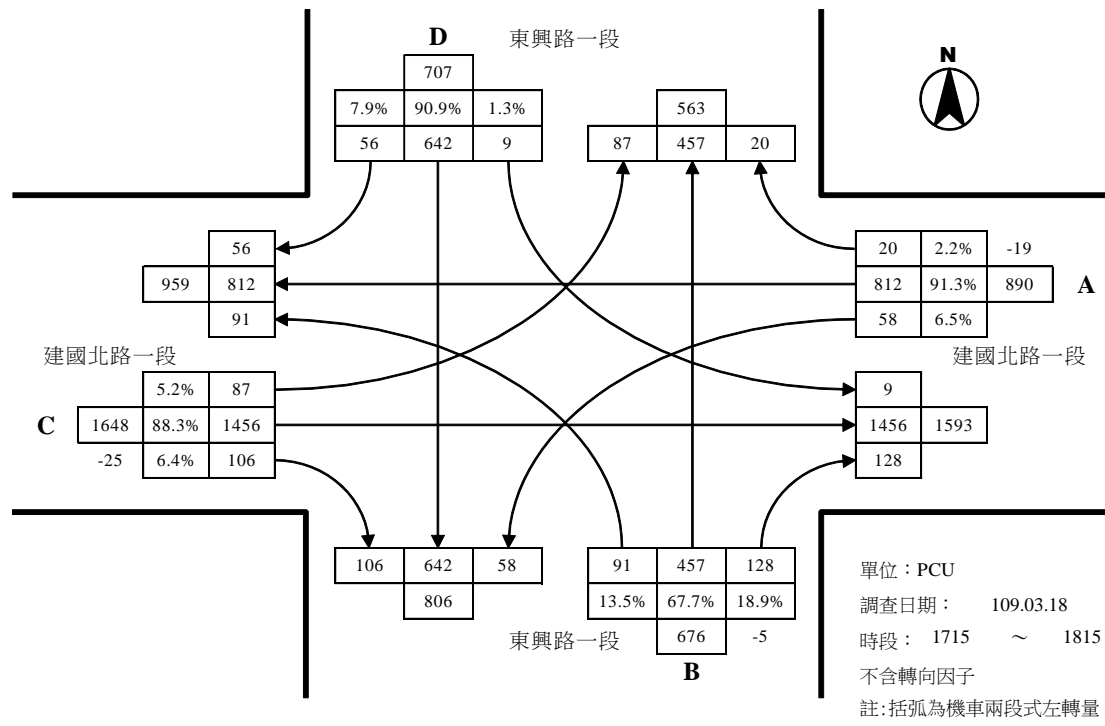 D 東興路一段
N
707
7.9% 90.9% 1.3%
56 642 9
563
87 457 20
56
959 812
91
20 2.2% -19
812 91.3% 890 A
58 6.5%
建國北路一段
建國北路一段
5.2% 87
C 1648 88.3% 1456
-25 6.4% 106
9
1456 1593
128
106 642 58
806
91 457 128
13.5% 67.7% 18.9%
東興路一段 676 -5
B
單位：PCU
調查日期： 109.03.18
時段： 1715 ～ 1815
不含轉向因子
註:括弧為機車兩段式左轉量